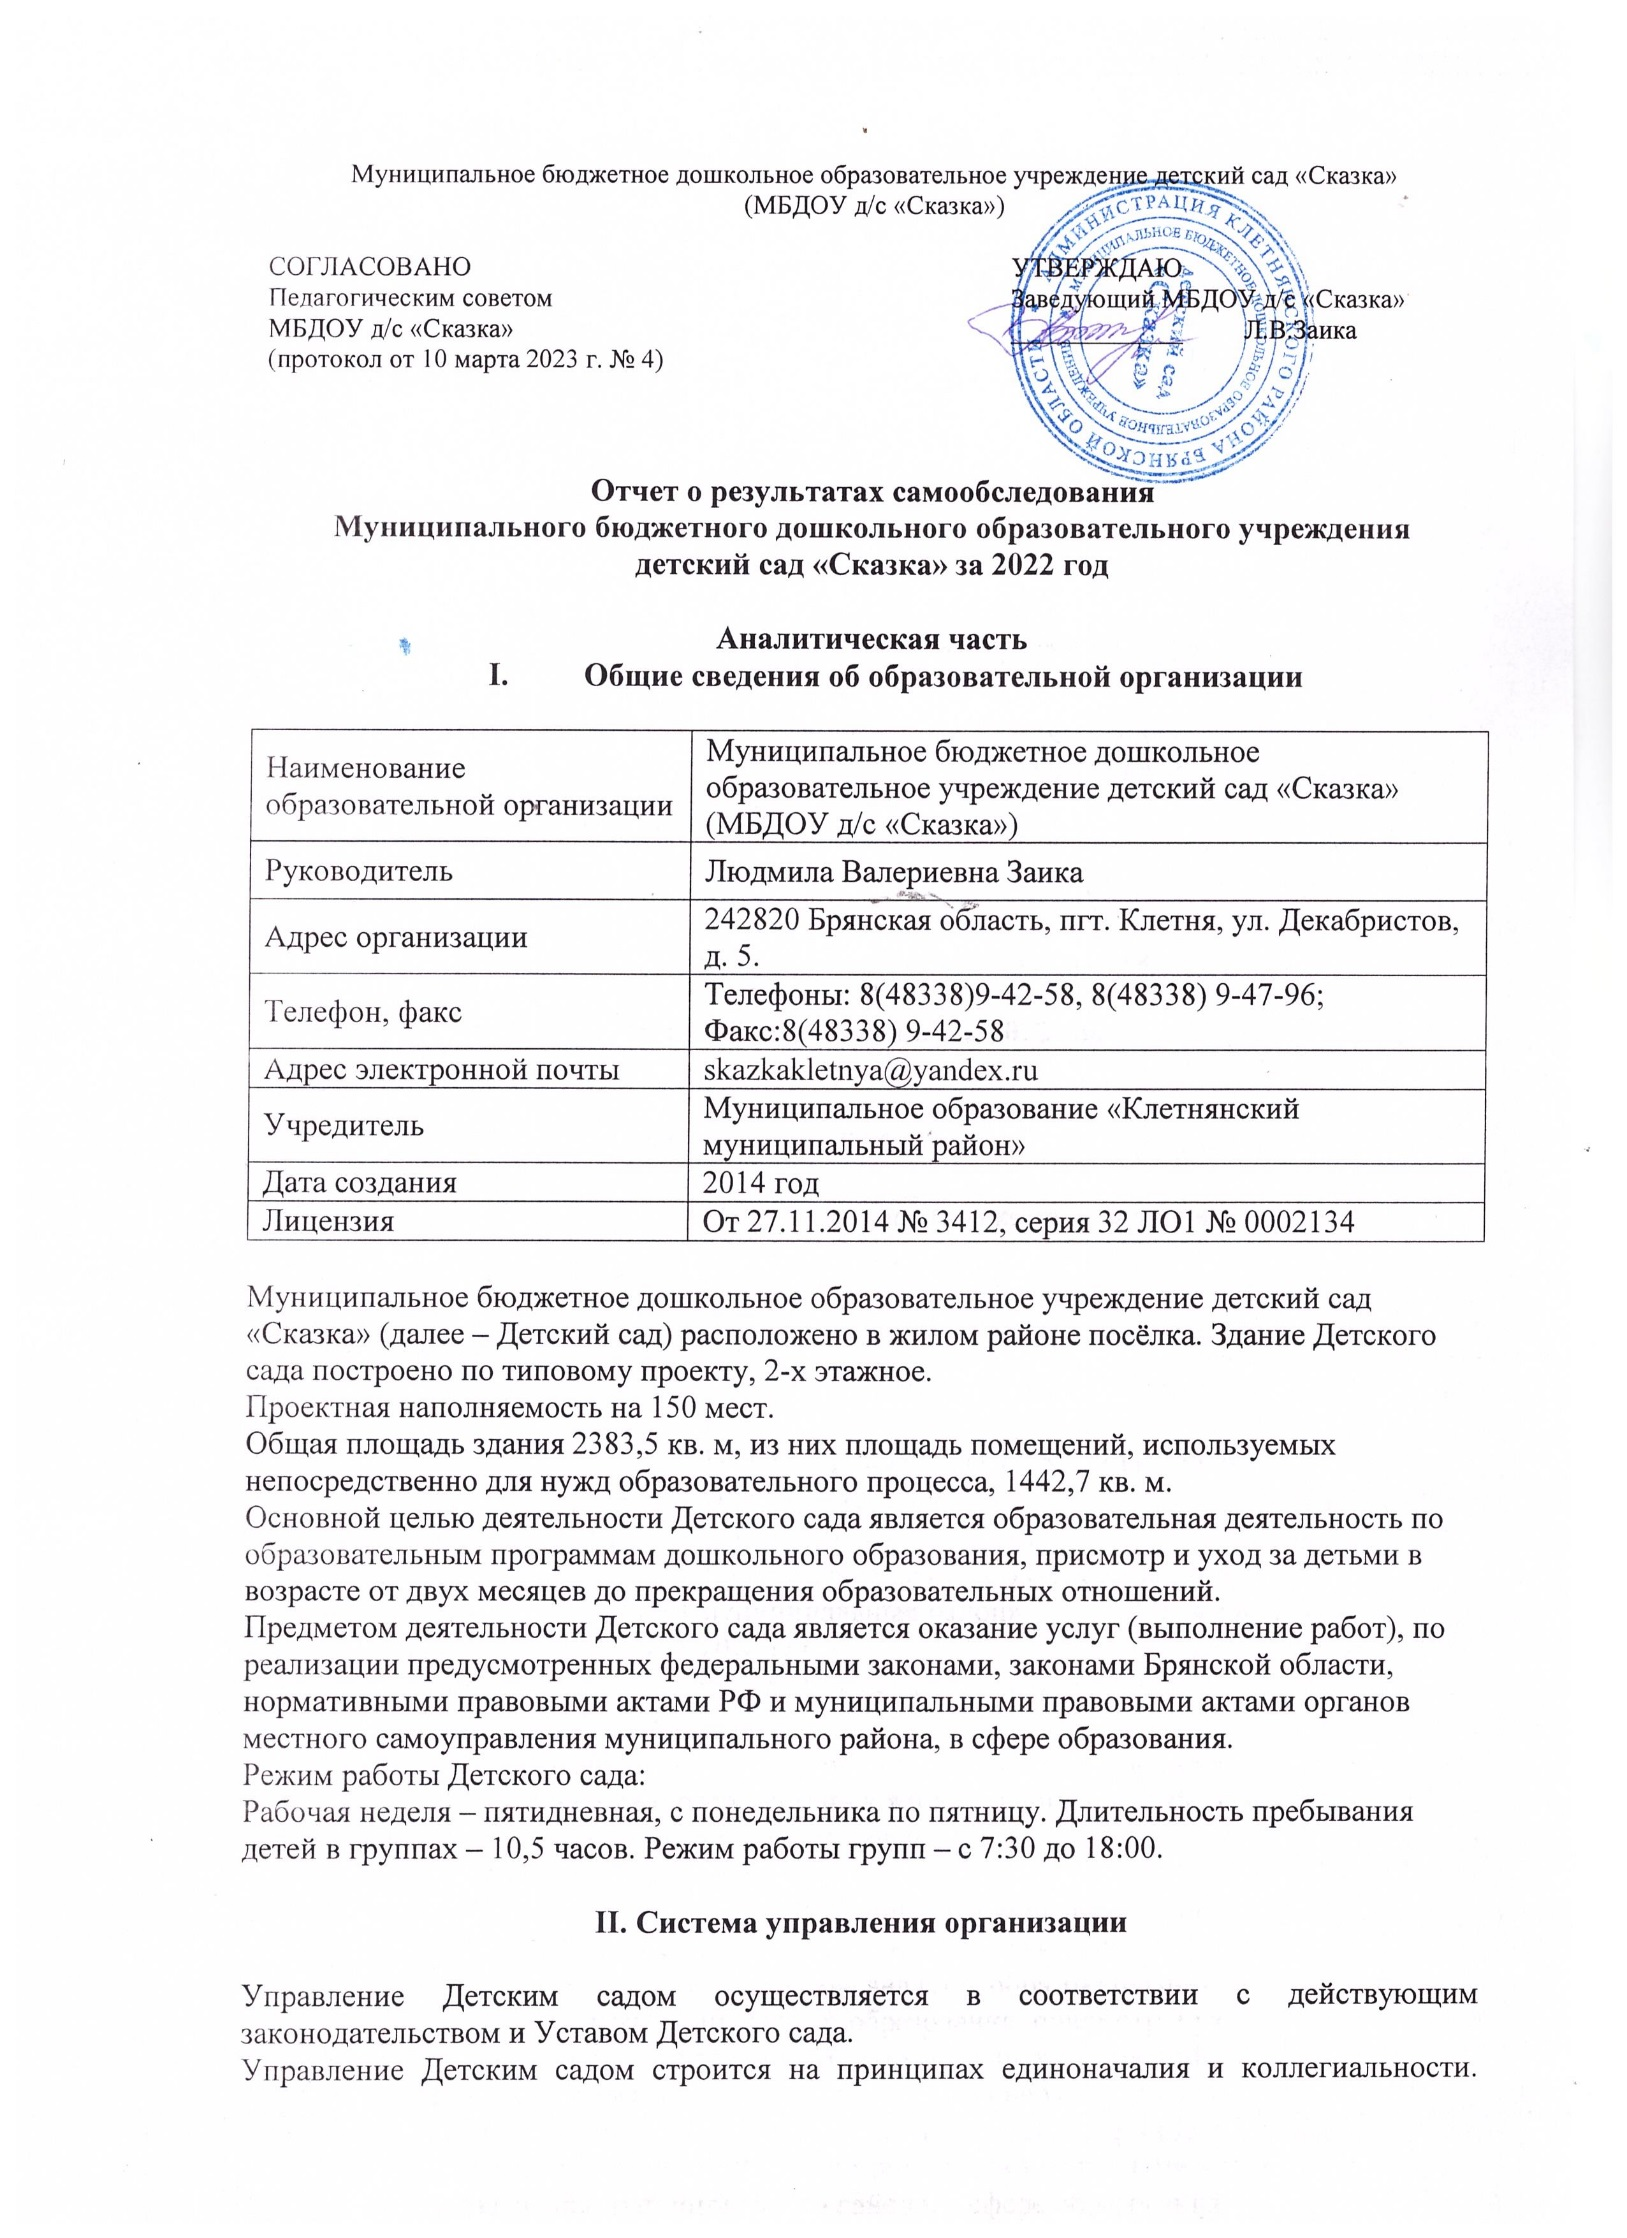 Муниципальное бюджетное дошкольное образовательное учреждение детский сад «Сказка»
(МБДОУ д/с «Сказка»)
СОГЛАСОВАНО
Педагогическим советом
МБДОУ д/с «Сказка»
(протокол от 10 марта 2023 г. № 4)
УТВЕРЖДАЮ
Заведующий МБДОУ д/с «Сказка»
Л.В.Заика
АДМИНИСТРАЦИЯ КЛЕТНЯНСКОГО РАЙОНА БРЯНСКОЙ ОБЛАСТИ
МУНИЦИПАЛЬНОЕ БЮДЖЕТНОЕ ДОШКОЛЬНОЕ ОБРАЗОВАТЕЛЬНОЕ УЧРЕЖДЕНИЕ
детский сад
«Сказка»
Отчет о результатах самообследования
Муниципального бюджетного дошкольного образовательного учреждения
детский сад «Сказка» за 2022 год
Аналитическая часть
I. Общие сведения об образовательной организации
Наименование
образовательной организации
Муниципальное бюджетное дошкольное
образовательное учреждение детский сад «Сказка»
(МБДОУ д/с «Сказка»)
Руководитель
Людмила Валериевна Заика
Адрес организации
242820 Брянская область, пгт. Клетня, ул. Декабристов,
д. 5.
Телефон, факс
Телефоны: 8(48338)9-42-58, 8(48338) 9-47-96;
Факс:8(48338) 9-42-58
Адрес электронной почты
skazkakletnya@yandex.ru
Учредитель
Муниципальное образование «Клетнянский
муниципальный район»
Дата создания
2014 год
Лицензия
От 27.11.2014 № 3412, серия 32 ЛО1 № 0002134
Муниципальное бюджетное дошкольное образовательное учреждение детский сад
«Сказка» (далее – Детский сад) расположено в жилом районе посёлка. Здание Детского
сада построено по типовому проекту, 2-х этажное.
Проектная наполняемость на 150 мест.
Общая площадь здания 2383,5 кв. м, из них площадь помещений, используемых
непосредственно для нужд образовательного процесса, 1442,7 кв. м.
Основной целью деятельности Детского сада является образовательная деятельность по
образовательным программам дошкольного образования, присмотр и уход за детьми в
возрасте от двух месяцев до прекращения образовательных отношений.
Предметом деятельности Детского сада является оказание услуг (выполнение работ), по
реализации предусмотренных федеральными законами, законами Брянской области,
нормативными правовыми актами РФ и муниципальными правовыми актами органов
местного самоуправления муниципального района, в сфере образования.
Режим работы Детского сада:
Рабочая неделя – пятидневная, с понедельника по пятницу. Длительность пребывания
детей в группах – 10,5 часов. Режим работы групп – с 7:30 до 18:00.
II. Система управления организации
Управление Детским садом осуществляется в соответствии с действующим
законодательством и Уставом Детского сада.
Управление Детским садом строится на принципах единоначалия и коллегиальности.